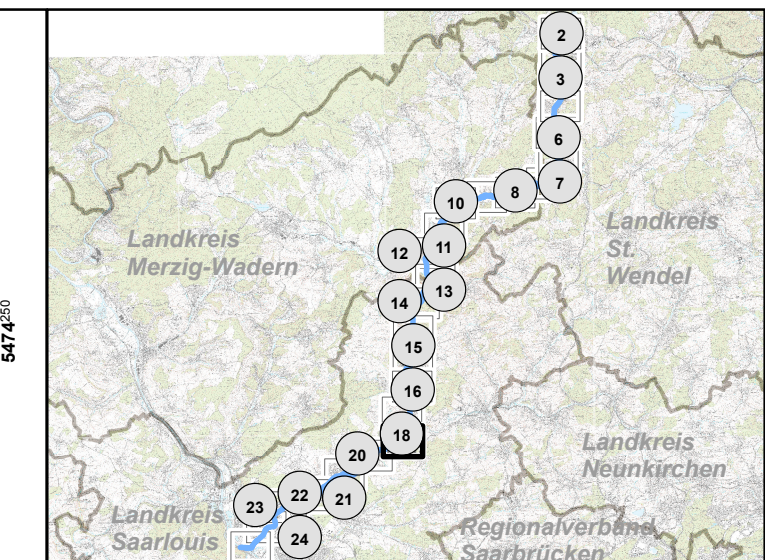 2
3
6
7
8
10
Landkreis
St.
Wendel
Landkreis
Merzig-Wadern
12
11
13
14
5474250
15
16
18
Landkreis
Neunkirchen
20
22
21
23
Landkreis
Saarlouis
24
Regionalverband
Saarbrücken